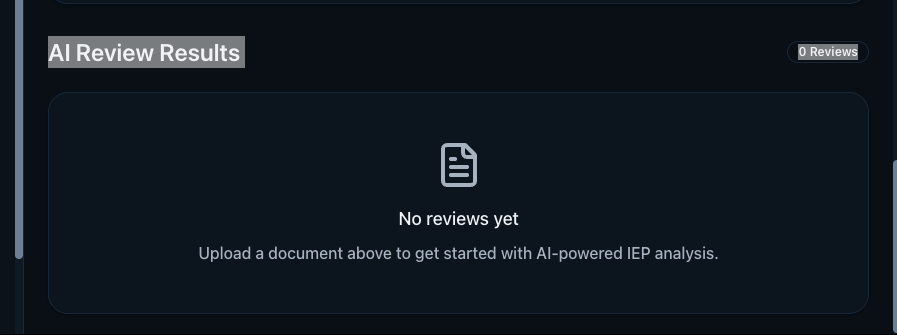 AI Review Results
0 Reviews
No reviews yet
Upload a document above to get started with AI-powered IEP analysis.